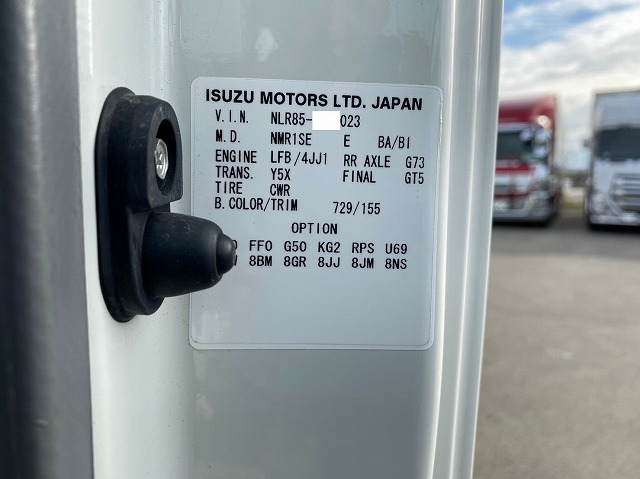 ISUZU MOTORS LTD. JAPAN
V.I.N. NLR85- 023
M.D. NMR1SE E BA/BI
ENGINE LFB/4JJ1 RR AXLE G73
TRANS. Y5X FINAL GT5
TIRE CWR
B.COLOR/TRIM 729/155
OPTION
FFO G50 KG2 RPS U69
8BM 8GR 8JJ 8JM 8NS